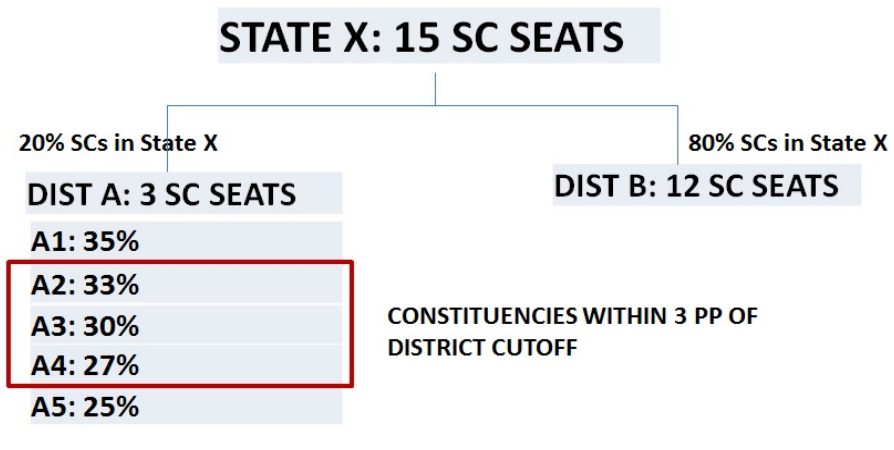 STATE X: 15 SC SEATS
20% SCs in State X
80% SCs in State X
DIST A: 3 SC SEATS
DIST B: 12 SC SEATS
A1: 35%
A2: 33%
A3: 30%
A4: 27%
A5: 25%
CONSTITUENCIES WITHIN 3 PP OF
DISTRICT CUTOFF